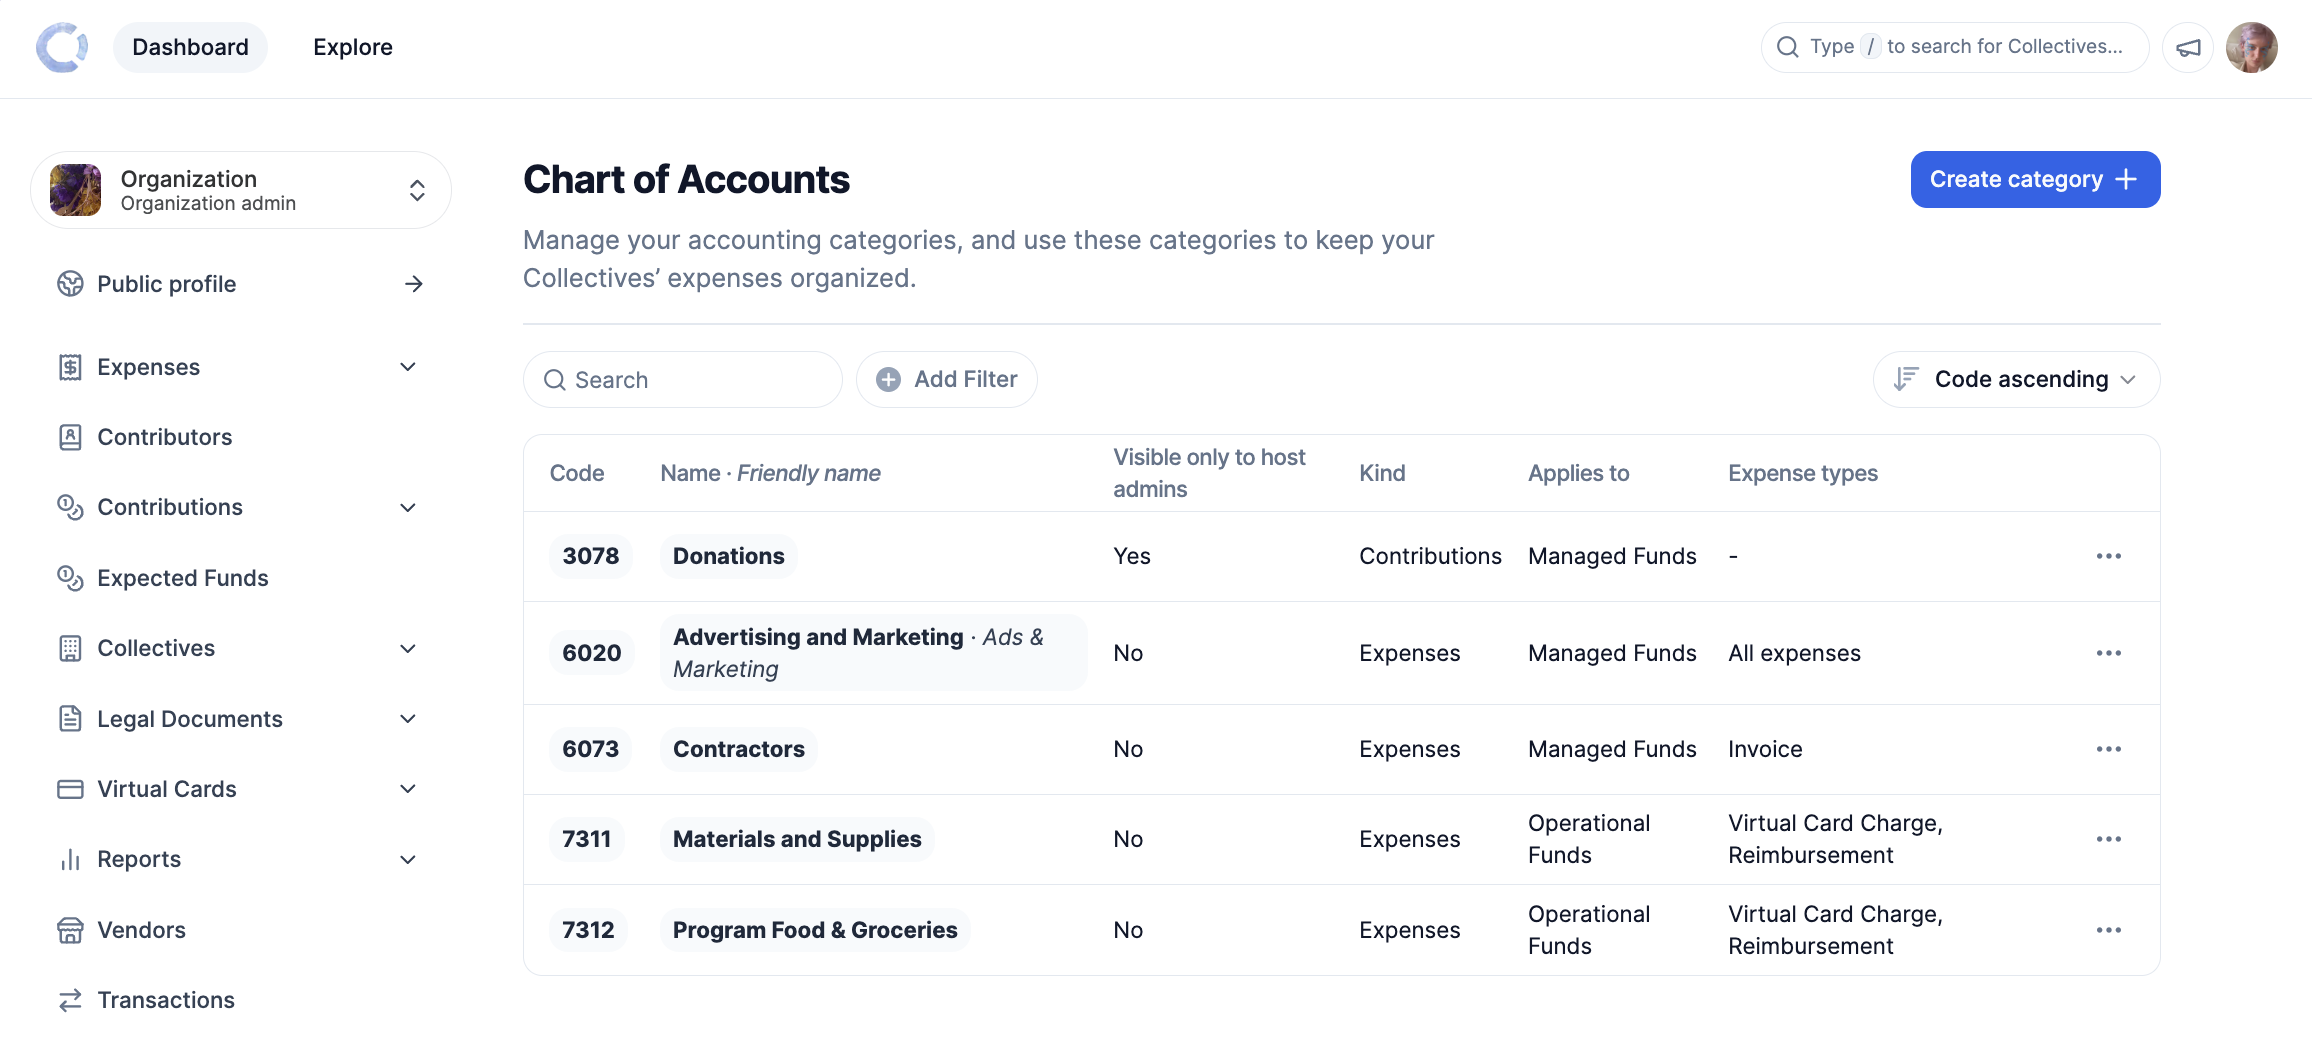 Dashboard
Explore
Type / to search for Collectives...
Organization
Organization admin
Public profile
Expenses
Contributors
Contributions
Expected Funds
Collectives
Legal Documents
Virtual Cards
Reports
Vendors
Transactions
Chart of Accounts
Create category
Manage your accounting categories, and use these categories to keep your
Collectives’ expenses organized.
Search
Add Filter
Code ascending
Code Name · Friendly name Visible only to host admins Kind Applies to Expense types
3078 Donations Yes Contributions Managed Funds -
6020 Advertising and Marketing · Ads & Marketing No Expenses Managed Funds All expenses
6073 Contractors No Expenses Managed Funds Invoice
7311 Materials and Supplies No Expenses Operational Funds Virtual Card Charge, Reimbursement
7312 Program Food & Groceries No Expenses Operational Funds Virtual Card Charge, Reimbursement